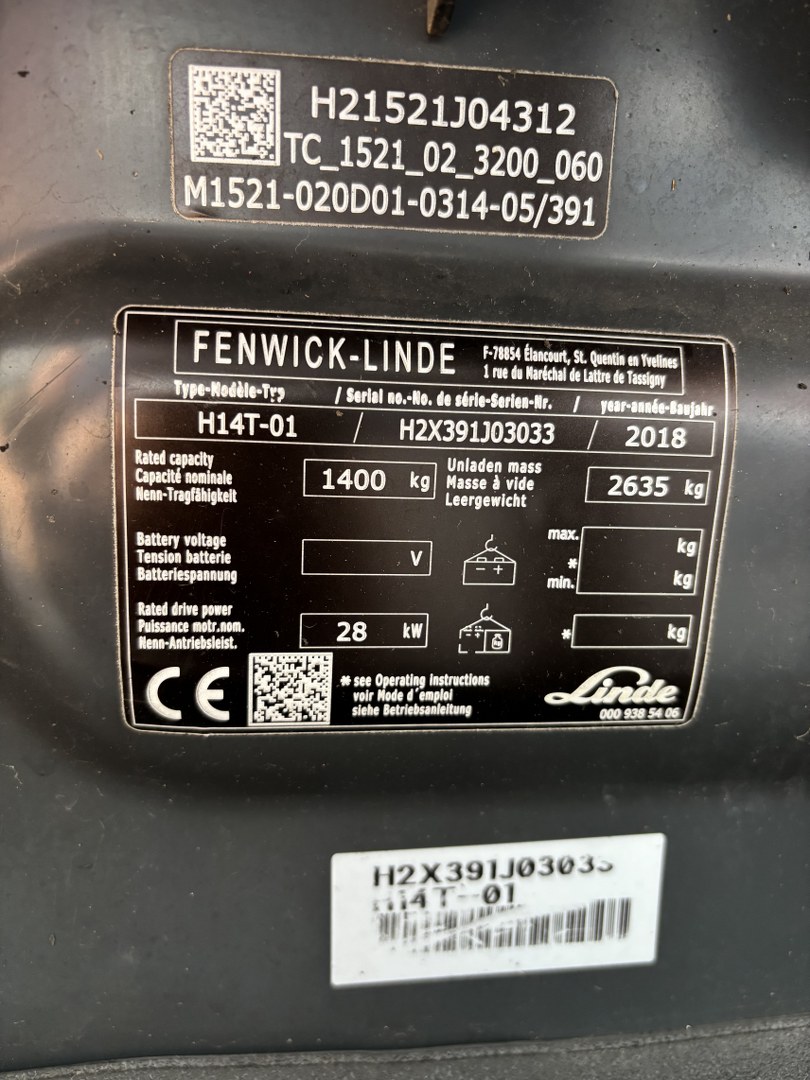 H21521J04312
TC_1521_02_3200_060
M1521-020D01-0314-05/391
FENWICK-LINDE
F-78854 Élancourt, St. Quentin en Yvelines
1 rue du Maréchal de Lattre de Tassigny
Type-Modèle-Typ / Serial no.-No. de série-Serien-Nr. / year-année-Baujahr
H14T-01 / H2X391J03033 / 2018
Rated capacity
Capacité nominale
Nenn-Tragfähigkeit
1400 kg
Unladen mass
Masse à vide
Leergewicht
2635 kg
Battery voltage
Tension batterie
Batteriespannung
V
- +
max. kg
*
min. kg
Rated drive power
Puissance motr.nom.
Nenn-Antriebsleist.
28 kW
* kg
CE
* see Operating instructions
voir Mode d'emploi
siehe Betriebsanleitung
Linde
000 938 54 06
H2X391J03033
H14T-01